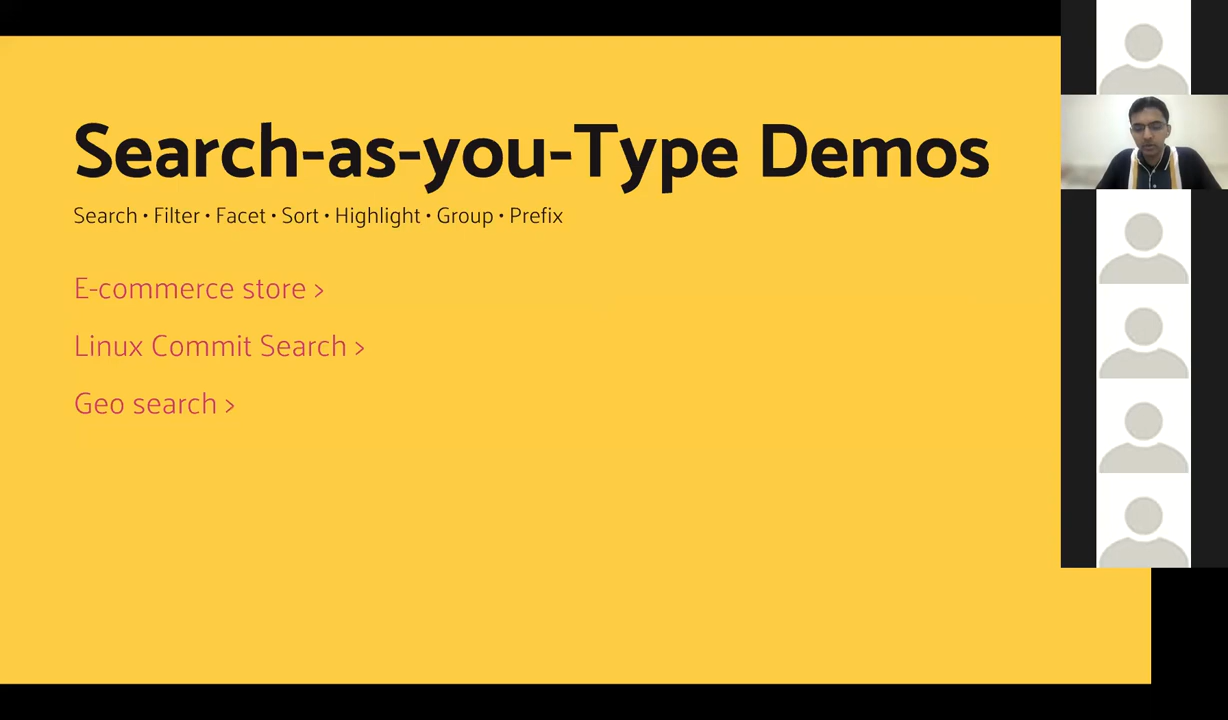 Search-as-you-Type Demos
Search • Filter • Facet • Sort • Highlight • Group • Prefix
E-commerce store >
Linux Commit Search >
Geo search >